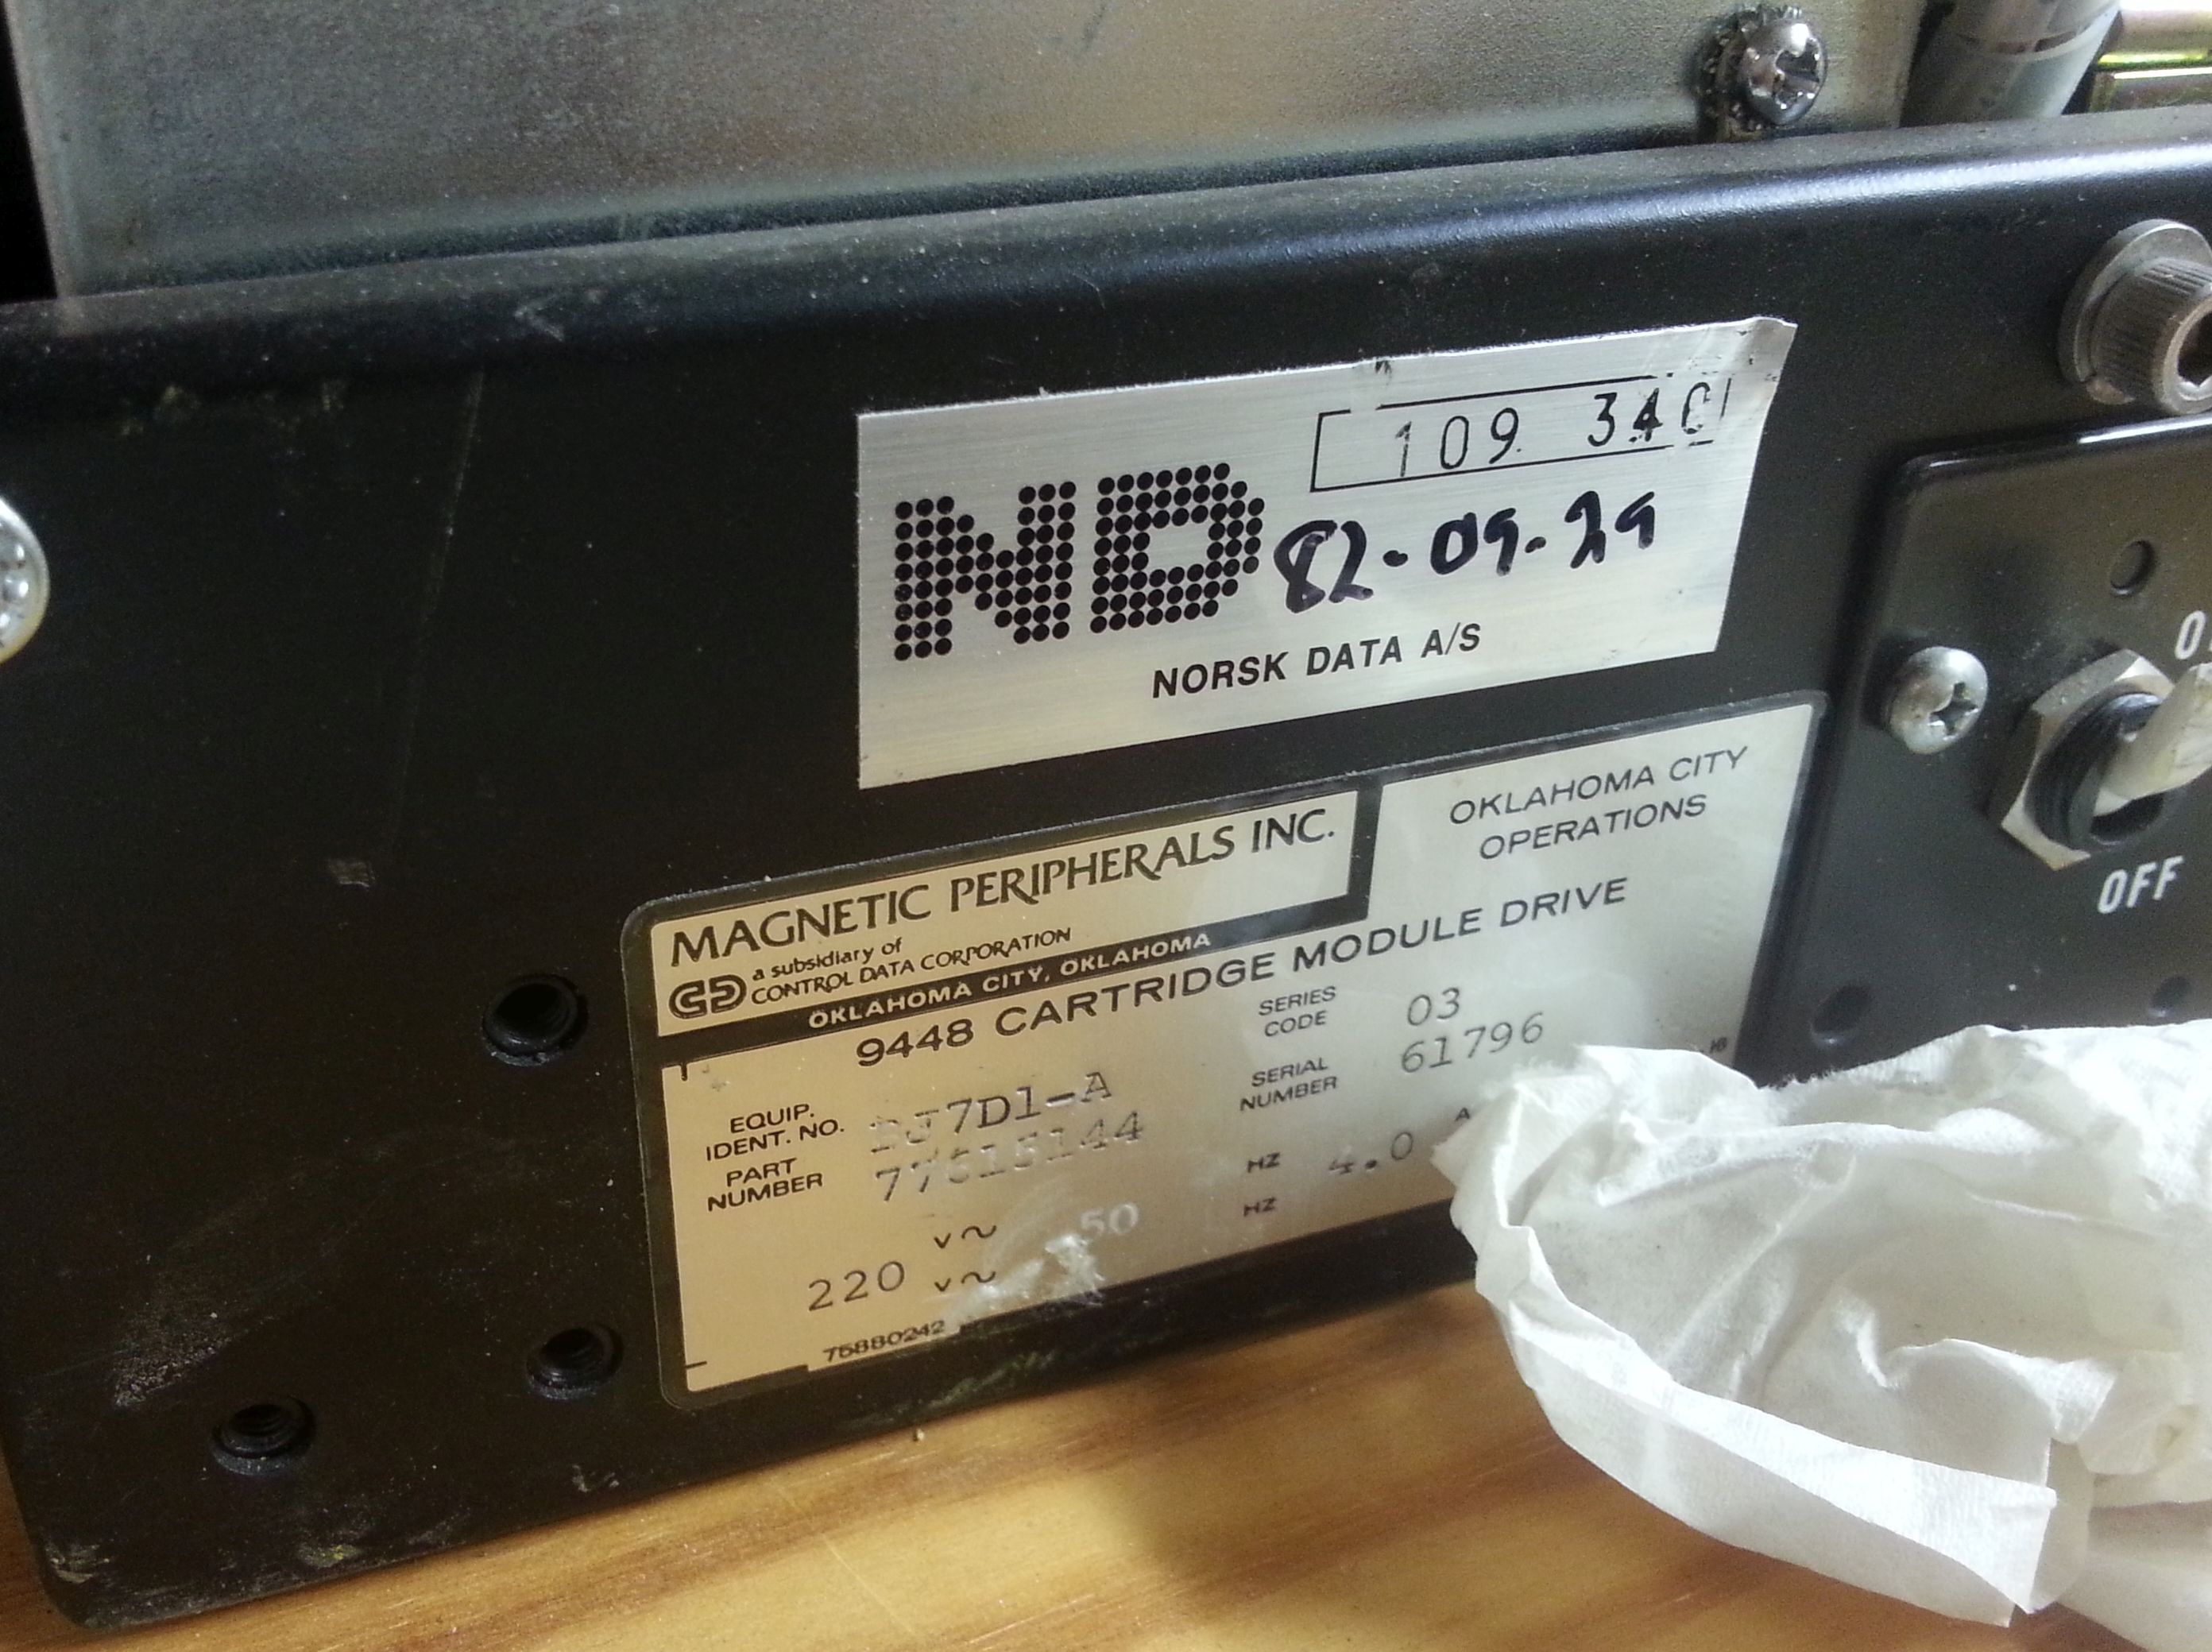 109 340
ND 82-09-29
NORSK DATA A/S
MAGNETIC PERIPHERALS INC.
a subsidiary of
CONTROL DATA CORPORATION
OKLAHOMA CITY, OKLAHOMA
OKLAHOMA CITY
OPERATIONS
9448 CARTRIDGE MODULE DRIVE
SERIES
CODE 03
EQUIP.
IDENT. NO. BJ7D1-A
SERIAL
NUMBER 61796
PART
NUMBER 77615144
V~ HZ 4.0 A
220 V~ 50 HZ
75880242
OFF